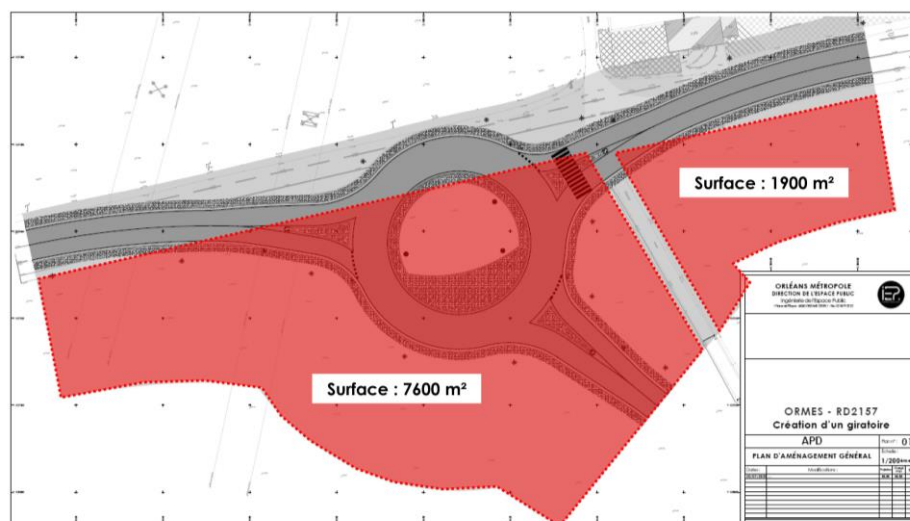 Surface : 1900 m²
Surface : 7600 m²
ORLÉANS MÉTROPOLE
DIRECTION DE L'ESPACE PUBLIC
Ingénierie de l'Espace Public
ORMES - RD2157
Création d'un giratoire
APD
PLAN D'AMÉNAGEMENT GÉNÉRAL
Modifications :